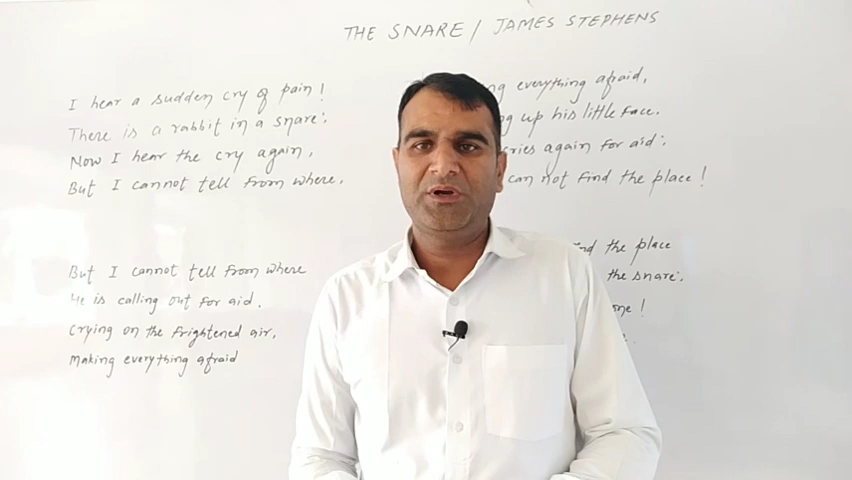 THE SNARE / JAMES STEPHENS
I hear a sudden cry of pain!
There is a rabbit in a snare:
Now I hear the cry again,
But I cannot tell from where.
But I cannot tell from where
He is calling out for aid.
Crying on the frightened air,
Making everything afraid
everything afraid,
up his little face.
cries again for aid:
can not find the place!
the place
the snare: